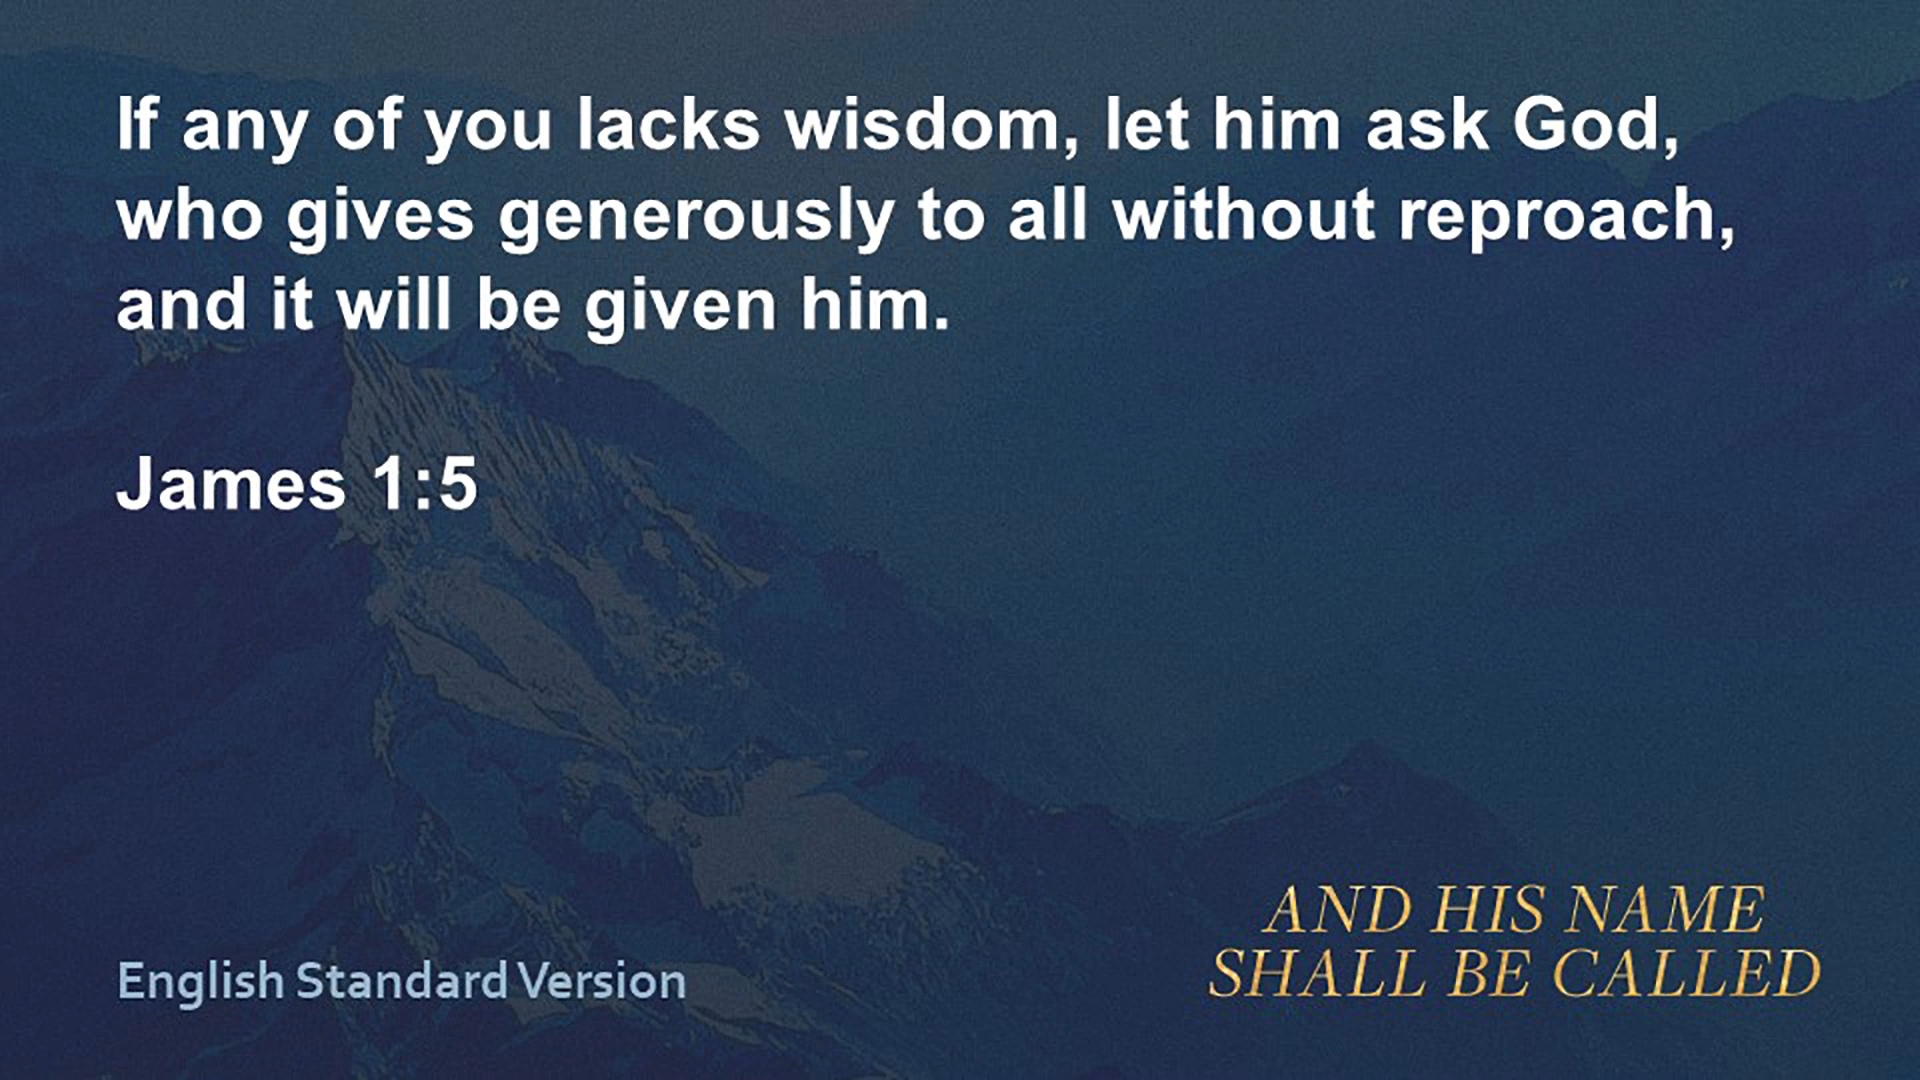 If any of you lacks wisdom, let him ask God,
who gives generously to all without reproach,
and it will be given him.
James 1:5
English Standard Version
AND HIS NAME
SHALL BE CALLED